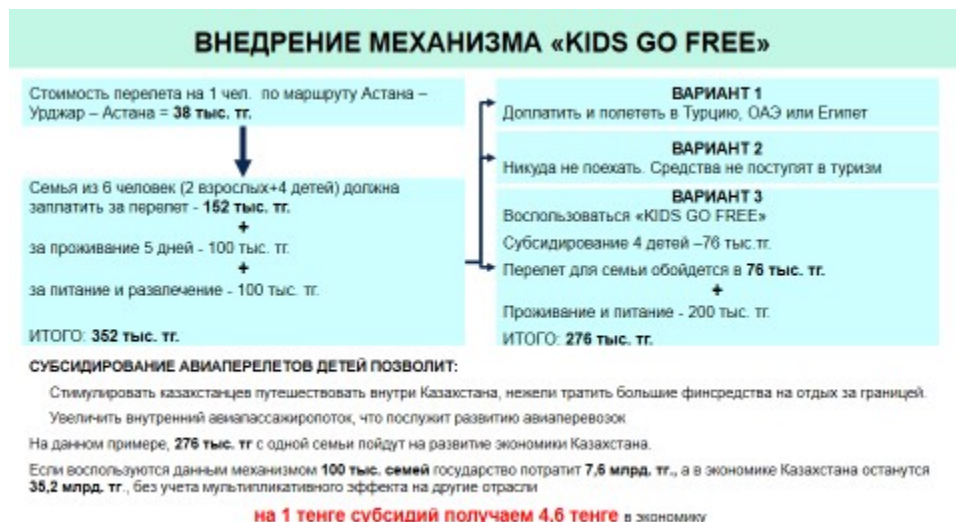 ВНЕДРЕНИЕ МЕХАНИЗМА «KIDS GO FREE»
Стоимость перелета на 1 чел. по маршруту Астана –
Урджар – Астана = 38 тыс. тг.
Семья из 6 человек (2 взрослых+4 детей) должна
заплатить за перелет - 152 тыс. тг.
+
за проживание 5 дней - 100 тыс. тг.
+
за питание и развлечение - 100 тыс. тг.
ИТОГО: 352 тыс. тг.
ВАРИАНТ 1
Доплатить и полететь в Турцию, ОАЭ или Египет
ВАРИАНТ 2
Никуда не поехать. Средства не поступят в туризм
ВАРИАНТ 3
Воспользоваться «KIDS GO FREE»
Субсидирование 4 детей –76 тыс.тг.
Перелет для семьи обойдется в 76 тыс. тг.
+
Проживание и питание - 200 тыс. тг.
ИТОГО: 276 тыс. тг.
СУБСИДИРОВАНИЕ АВИАПЕРЕЛЕТОВ ДЕТЕЙ ПОЗВОЛИТ:
Стимулировать казахстанцев путешествовать внутри Казахстана, нежели тратить большие финсредства на отдых за границей.
Увеличить внутренний авиапассажиропоток, что послужит развитию авиаперевозок
На данном примере, 276 тыс. тг с одной семьи пойдут на развитие экономики Казахстана.
Если воспользуются данным механизмом 100 тыс. семей государство потратит 7,6 млрд. тг., а в экономике Казахстана останутся
35,2 млрд. тг., без учета мультипликативного эффекта на другие отрасли
на 1 тенге субсидий получаем 4,6 тенге в экономику